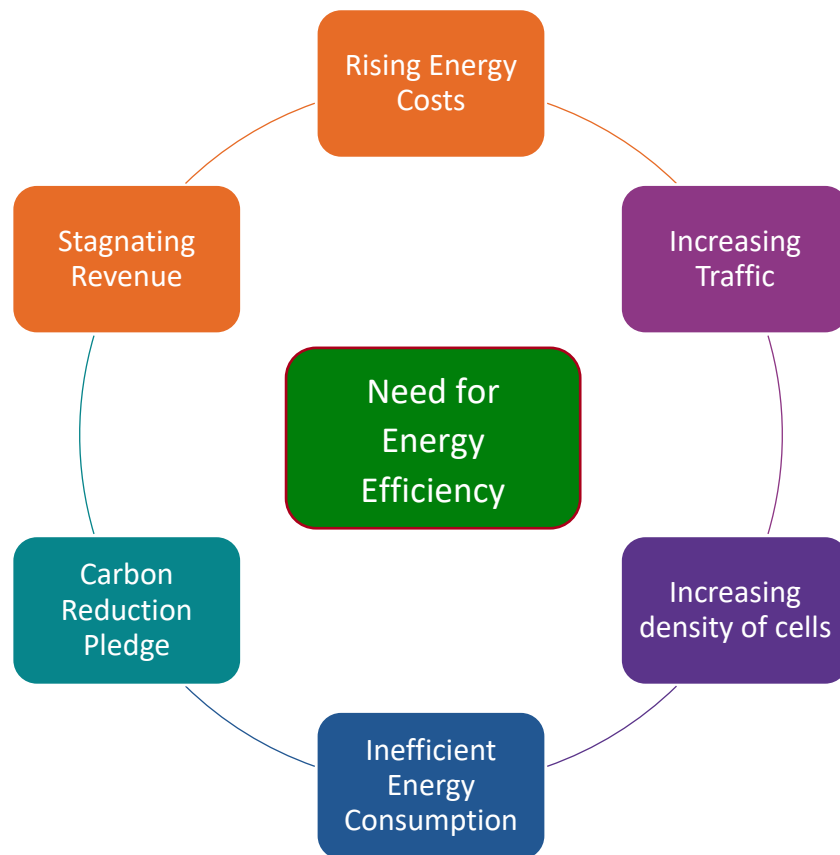 Rising Energy
Costs
Increasing
Traffic
Increasing
density of cells
Inefficient
Energy
Consumption
Carbon
Reduction
Pledge
Stagnating
Revenue
Need for
Energy
Efficiency